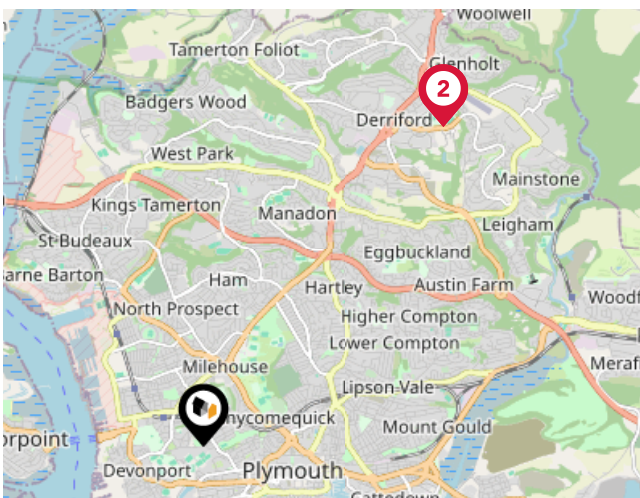 Woolwell
Tamerton Foliot
Glenholt
2
Badgers Wood
Derriford
West Park
Mainstone
Kings Tamerton
Manadon
Leigham
St Budeaux
Eggbuckland
arne Barton
Ham
Hartley
Austin Farm
Woodf
North Prospect
Higher Compton
Lower Compton
Milehouse
Meraf
Lipson Vale
nycomequick
Mount Gould
orpoint
Devonport
Plymouth
Cattedown